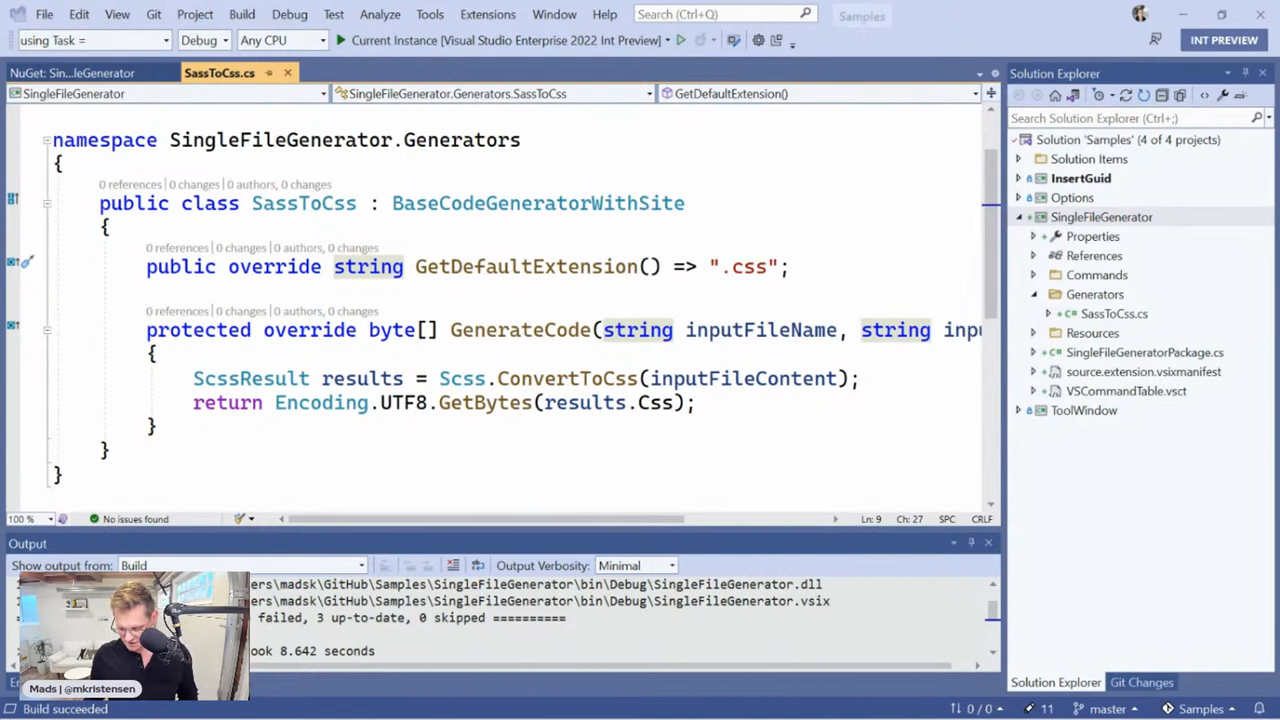 File Edit View Git Project Build Debug Test Analyze Tools Extensions Window Help Search (Ctrl+Q) Samples
using Task = Debug Any CPU Current Instance [Visual Studio Enterprise 2022 Int Preview] INT PREVIEW
NuGet: Sin...leGenerator SassToCss.cs
SingleFileGenerator SingleFileGenerator.Generators.SassToCss GetDefaultExtension()
namespace SingleFileGenerator.Generators
{
0 references | 0 changes | 0 authors, 0 changes
public class SassToCss : BaseCodeGeneratorWithSite
{
0 references | 0 changes | 0 authors, 0 changes
public override string GetDefaultExtension() => ".css";
0 references | 0 changes | 0 authors, 0 changes
protected override byte[] GenerateCode(string inputFileName, string inpu
{
ScssResult results = Scss.ConvertToCss(inputFileContent);
return Encoding.UTF8.GetBytes(results.Css);
}
}
}
100 % No issues found Ln: 9 Ch: 27 SPC CRLF
Output
Show output from: Build Output Verbosity: Minimal
ers\madsk\GitHub\Samples\SingleFileGenerator\bin\Debug\SingleFileGenerator.dll
ers\madsk\GitHub\Samples\SingleFileGenerator\bin\Debug\SingleFileGenerator.vsix
failed, 3 up-to-date, 0 skipped ==========
ook 8.642 seconds
Mads | @mkristensen
Solution Explorer
Search Solution Explorer (Ctrl+;)
Solution 'Samples' (4 of 4 projects)
Solution Items
InsertGuid
Options
SingleFileGenerator
Properties
References
Commands
Generators
SassToCss.cs
Resources
SingleFileGeneratorPackage.cs
source.extension.vsixmanifest
VSCommandTable.vsct
ToolWindow
Solution Explorer Git Changes
Build succeeded 0 / 0 11 master Samples